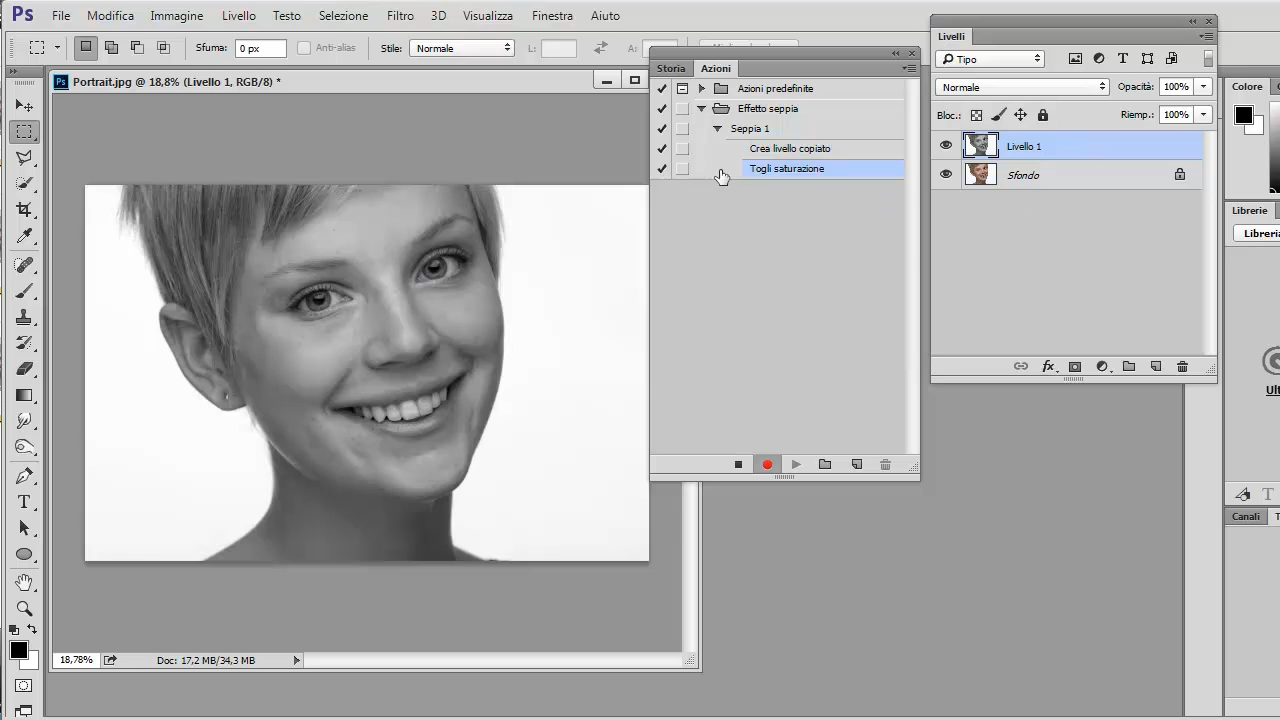 Ps File Modifica Immagine Livello Testo Selezione Filtro 3D Visualizza Finestra Aiuto
Sfuma: 0 px Anti-alias Stile: Normale L: A:
Portrait.jpg @ 18,8% (Livello 1, RGB/8) *
Storia Azioni
Azioni predefinite
Effetto seppia
Seppia 1
Crea livello copiato
Togli saturazione
Livelli
Tipo
Normale Opacità: 100%
Bloc.: Riemp.: 100%
Livello 1
Sfondo
fx
Colore
Librerie
Libreri
Ult
Canali T
18,78% Doc: 17,2 MB/34,3 MB